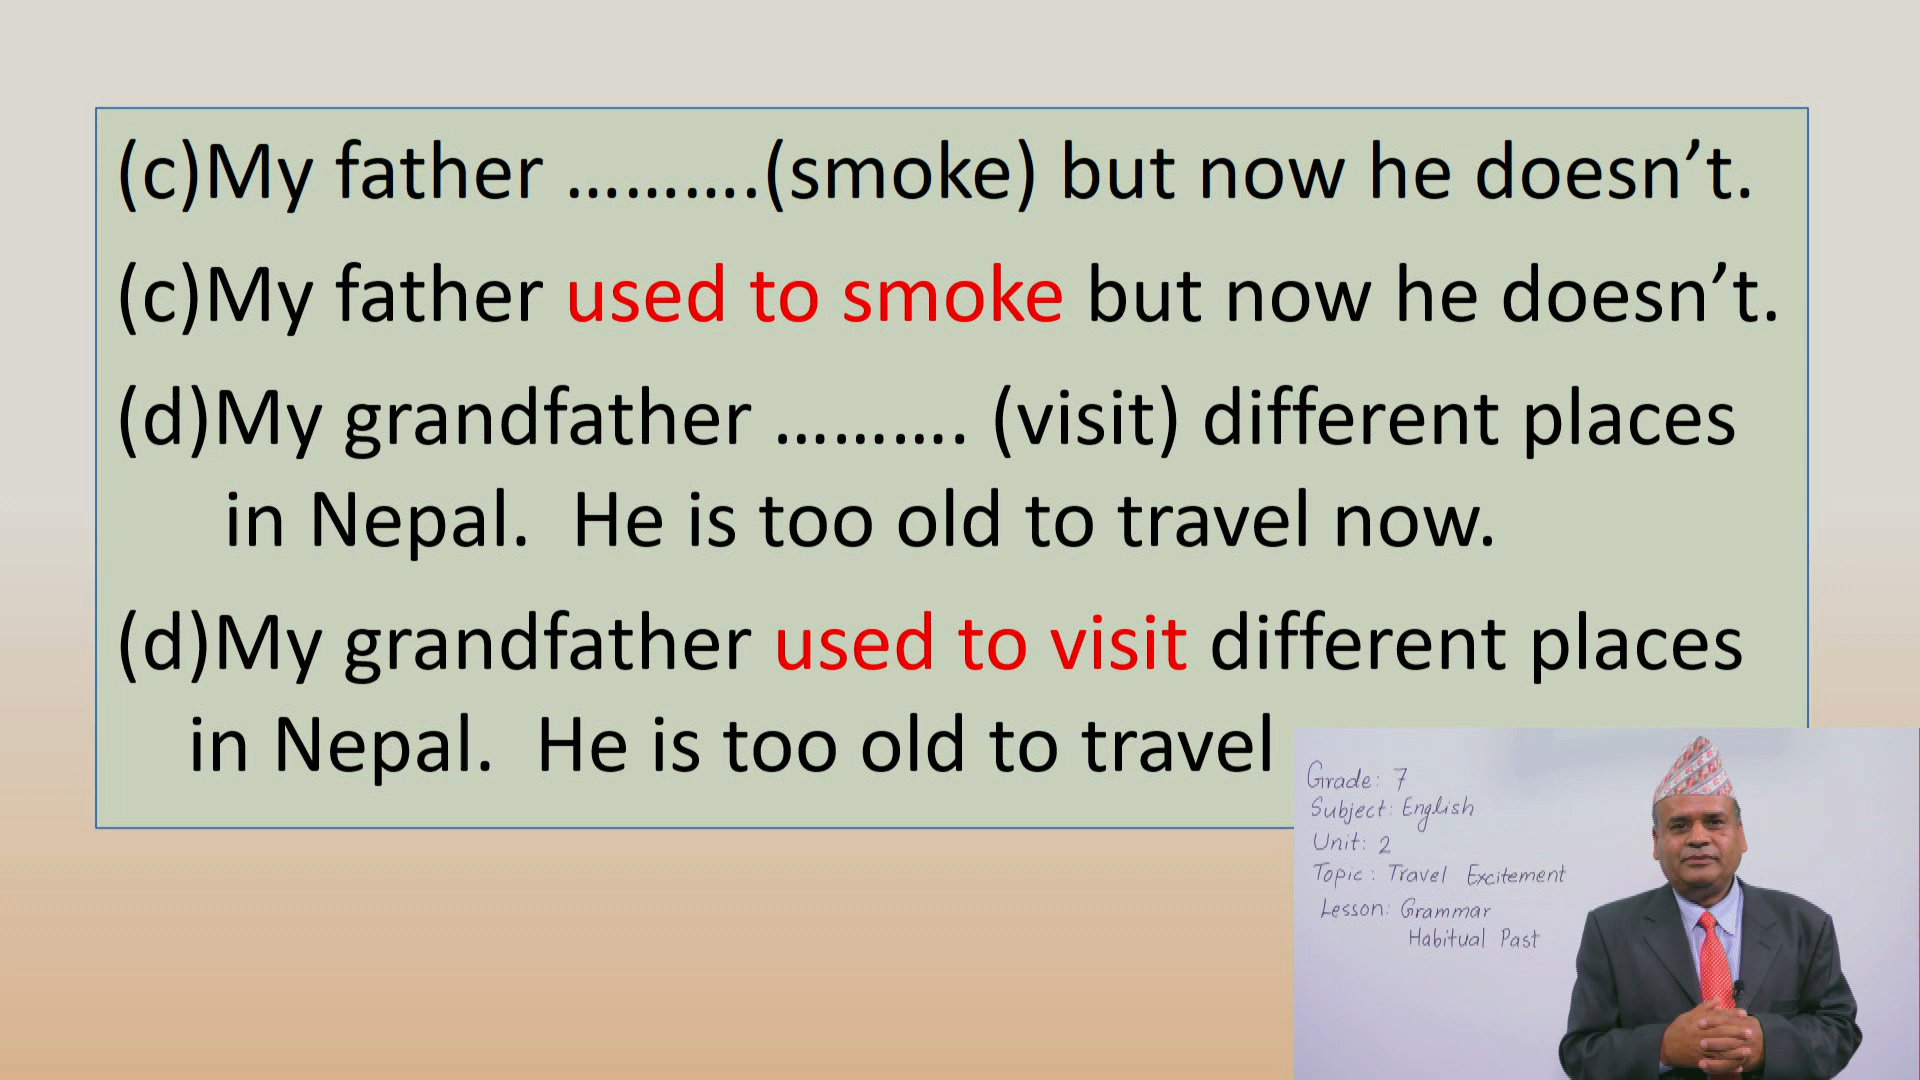 (c)My father ……….(smoke) but now he doesn’t.
(c)My father used to smoke but now he doesn’t.
(d)My grandfather ………. (visit) different places
in Nepal. He is too old to travel now.
(d)My grandfather used to visit different places
in Nepal. He is too old to travel
Grade: 7
Subject: English
Unit: 2
Topic: Travel Excitement
Lesson: Grammar
Habitual Past